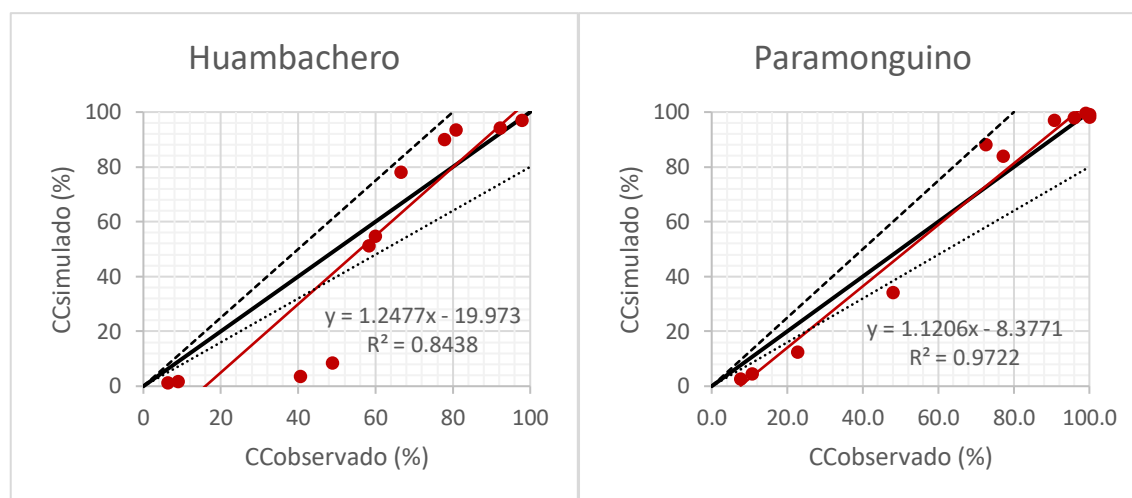 Huambachero
CCsimulado (%)
100
80
60
40
20
0
y = 1.2477x - 19.973
R² = 0.8438
0 20 40 60 80 100
CCobservado (%)
Paramonguino
CCsimulado (%)
100
80
60
40
20
0
y = 1.1206x - 8.3771
R² = 0.9722
0.0 20.0 40.0 60.0 80.0 100.0
CCobservado (%)